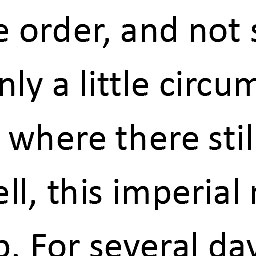 e order, and not s
nly a little circum
where there stil
ell, this imperial r
o. For several day